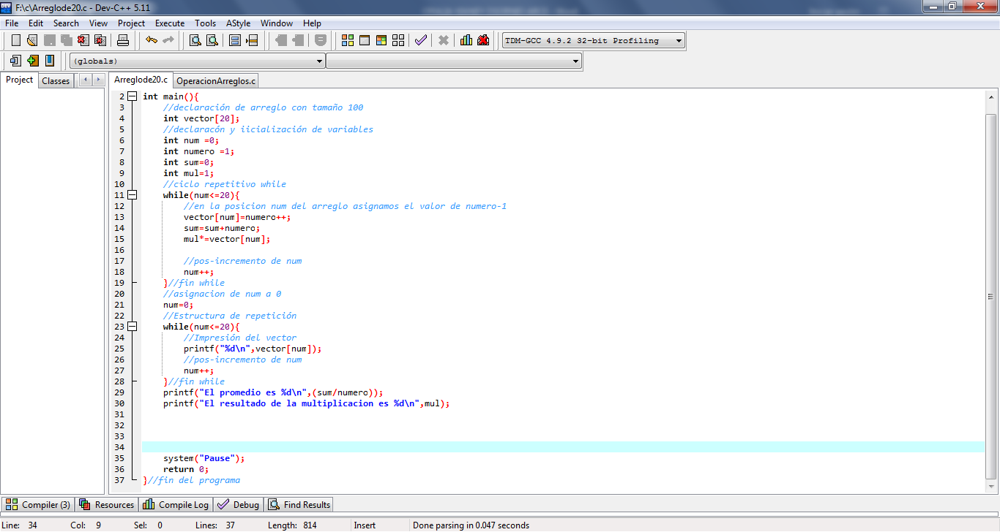 F:\c\Arreglode20.c - Dev-C++ 5.11
File Edit Search View Project Execute Tools AStyle Window Help
TDM-GCC 4.9.2 32-bit Profiling
(globals)
Project Classes Arreglode20.c OperacionArreglos.c
2 int main(){
3 //declaración de arreglo con tamaño 100
4 int vector[20];
5 //declaracón y iicialización de variables
6 int num =0;
7 int numero =1;
8 int sum=0;
9 int mul=1;
10 //ciclo repetitivo while
11 while(num<=20){
12 //en la posicion num del arreglo asignamos el valor de numero-1
13 vector[num]=numero++;
14 sum=sum+numero;
15 mul*=vector[num];
16
17 //pos-incremento de num
18 num++;
19 }//fin while
20 //asignacion de num a 0
21 num=0;
22 //Estructura de repetición
23 while(num<=20){
24 //Impresión del vector
25 printf("%d\n",vector[num]);
26 //pos-incremento de num
27 num++;
28 }//fin while
29 printf("El promedio es %d\n",(sum/numero));
30 printf("El resultado de la multiplicacion es %d\n",mul);
31
32
33
34
35 system("Pause");
36 return 0;
37 }//fin del programa
Compiler (3) Resources Compile Log Debug Find Results
Line: 34 Col: 9 Sel: 0 Lines: 37 Length: 814 Insert Done parsing in 0.047 seconds